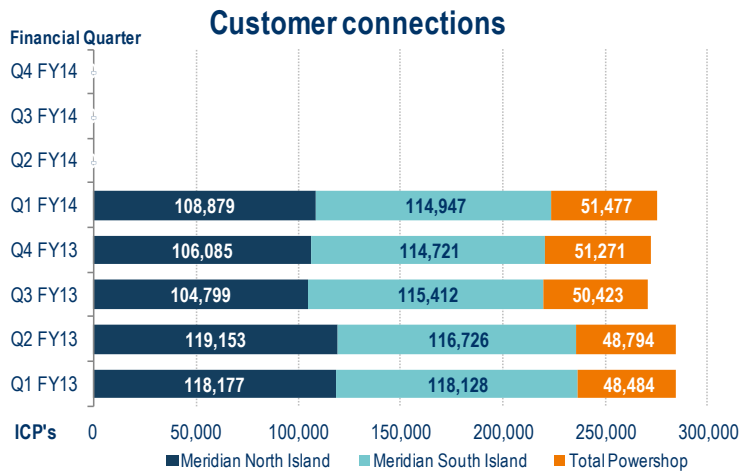 Customer connections
Financial Quarter
Q4 FY14
Q3 FY14
Q2 FY14
Q1 FY14 108,879 114,947 51,477
Q4 FY13 106,085 114,721 51,271
Q3 FY13 104,799 115,412 50,423
Q2 FY13 119,153 116,726 48,794
Q1 FY13 118,177 118,128 48,484
ICP's 0 50,000 100,000 150,000 200,000 250,000 300,000
Meridian North Island Meridian South Island Total Powershop